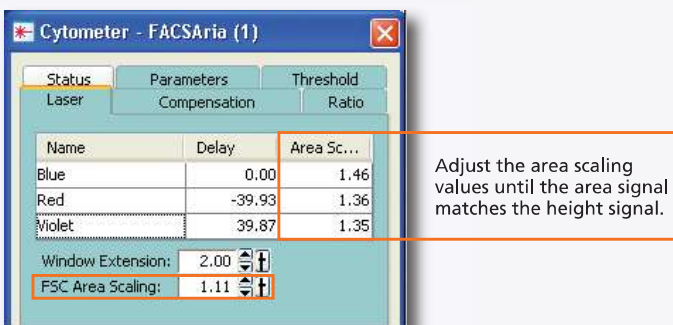 Cytometer - FACSAria (1)
Status Parameters Threshold
Laser Compensation Ratio
Name Delay Area Sc...
Blue 0.00 1.46
Red -39.93 1.36
Violet 39.87 1.35
Window Extension: 2.00
FSC Area Scaling: 1.11
Adjust the area scaling
values until the area signal
matches the height signal.